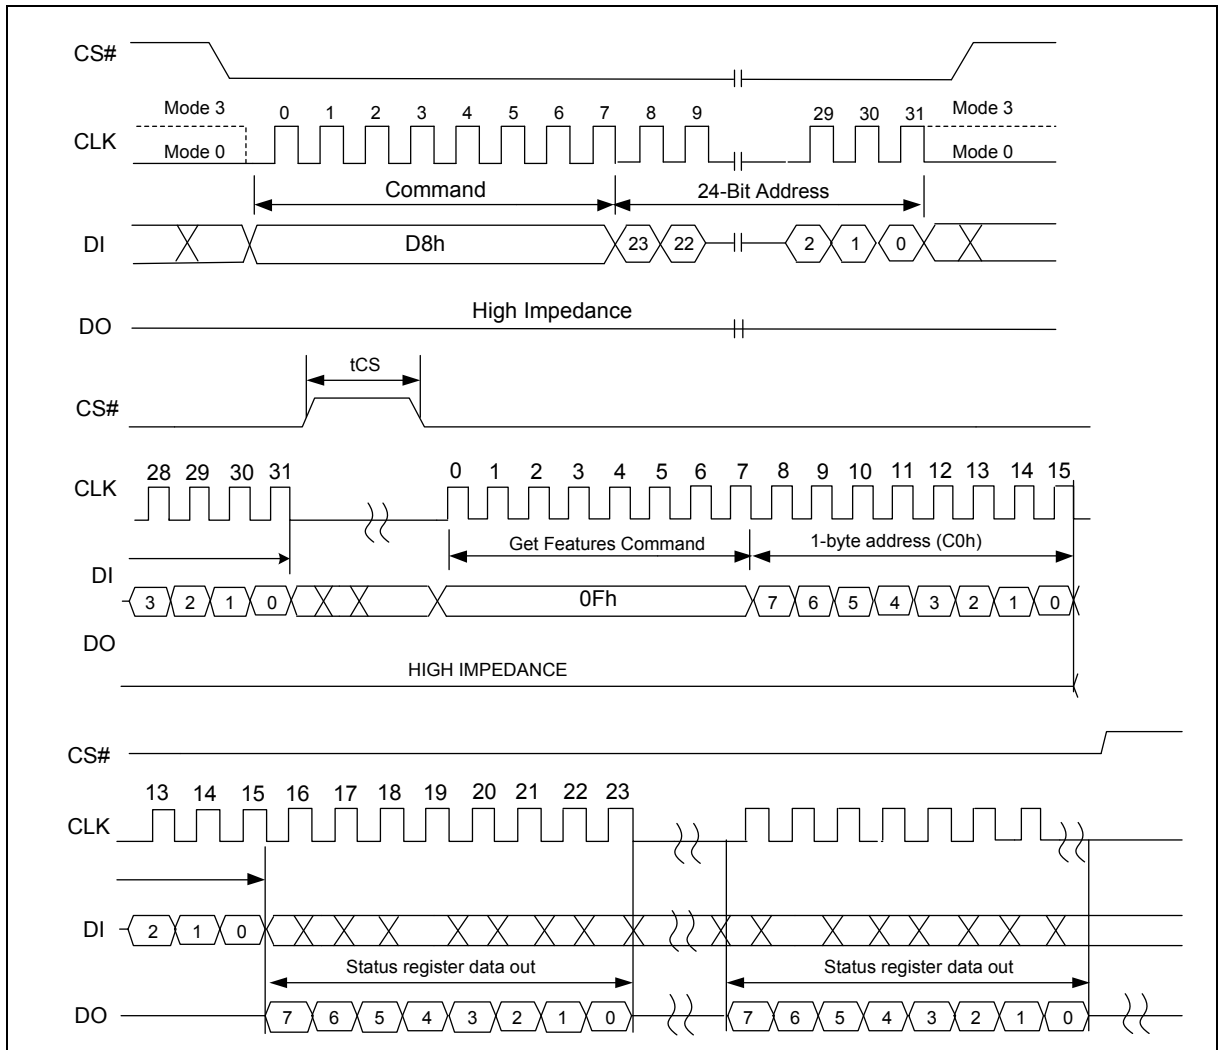 CS#
Mode 3
0 1 2 3 4 5 6 7 8 9 29 30 31
Mode 3
CLK
Mode 0
Mode 0
Command
24-Bit Address
DI
D8h
23 22 2 1 0
High Impedance
DO
tCS
CS#
28 29 30 31 0 1 2 3 4 5 6 7 8 9 10 11 12 13 14 15
CLK
Get Features Command
1-byte address (C0h)
DI
3 2 1 0
0Fh
7 6 5 4 3 2 1 0
DO
HIGH IMPEDANCE
CS#
13 14 15 16 17 18 19 20 21 22 23
CLK
DI
2 1 0
Status register data out
Status register data out
DO
7 6 5 4 3 2 1 0
7 6 5 4 3 2 1 0